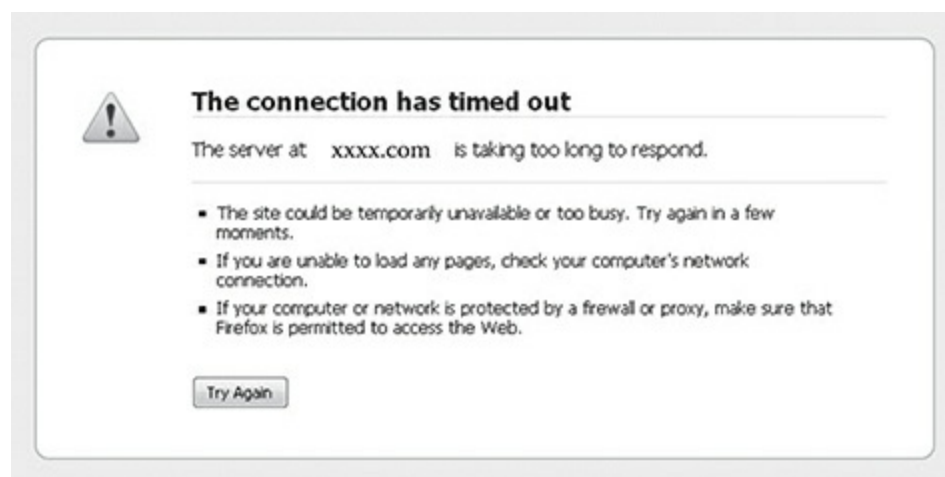 The connection has timed out
The server at xxxx.com is taking too long to respond.
The site could be temporarily unavailable or too busy. Try again in a few
moments.
If you are unable to load any pages, check your computer's network
connection.
If your computer or network is protected by a firewall or proxy, make sure that
Firefox is permitted to access the Web.
Try Again